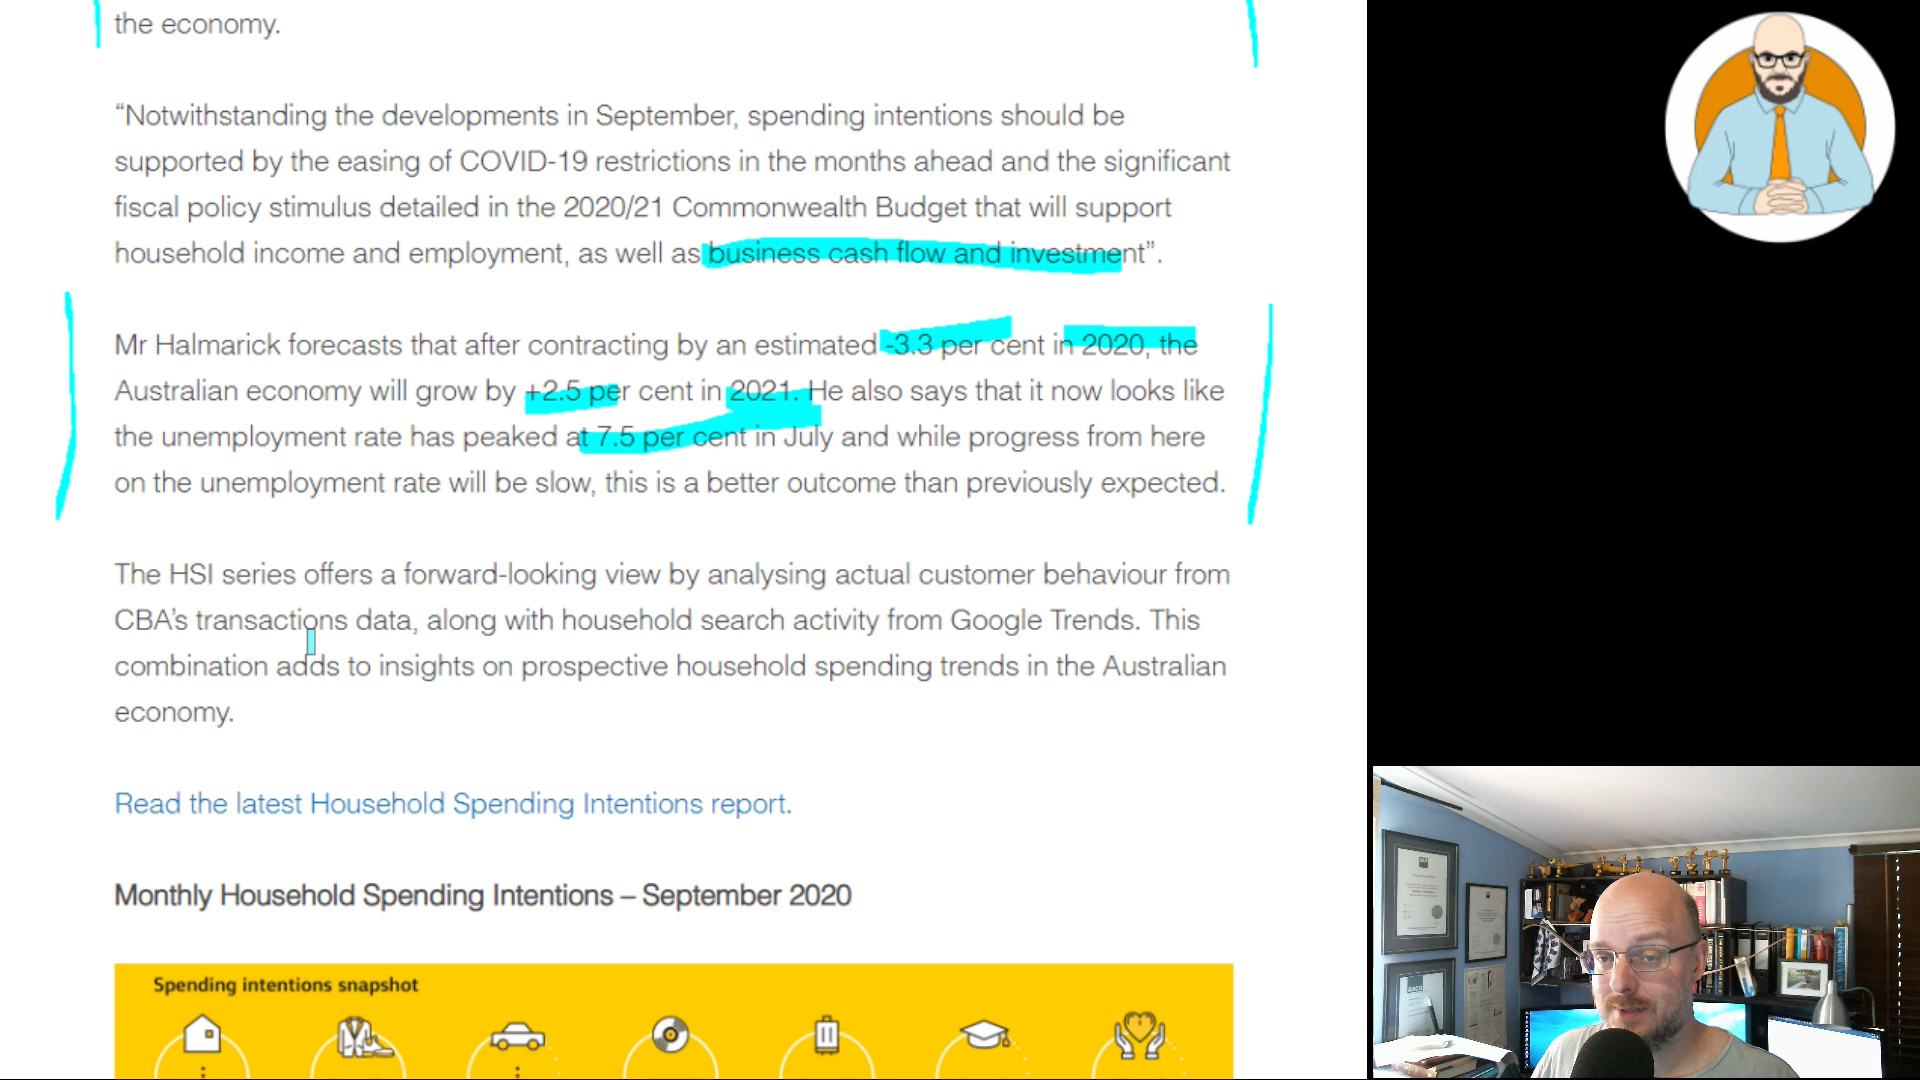 the economy.
“Notwithstanding the developments in September, spending intentions should be
supported by the easing of COVID-19 restrictions in the months ahead and the significant
fiscal policy stimulus detailed in the 2020/21 Commonwealth Budget that will support
household income and employment, as well as business cash flow and investment”.
Mr Halmarick forecasts that after contracting by an estimated -3.3 per cent in 2020, the
Australian economy will grow by +2.5 per cent in 2021. He also says that it now looks like
the unemployment rate has peaked at 7.5 per cent in July and while progress from here
on the unemployment rate will be slow, this is a better outcome than previously expected.
The HSI series offers a forward-looking view by analysing actual customer behaviour from
CBA’s transactions data, along with household search activity from Google Trends. This
combination adds to insights on prospective household spending trends in the Australian
economy.
Read the latest Household Spending Intentions report.
Monthly Household Spending Intentions – September 2020
Spending intentions snapshot